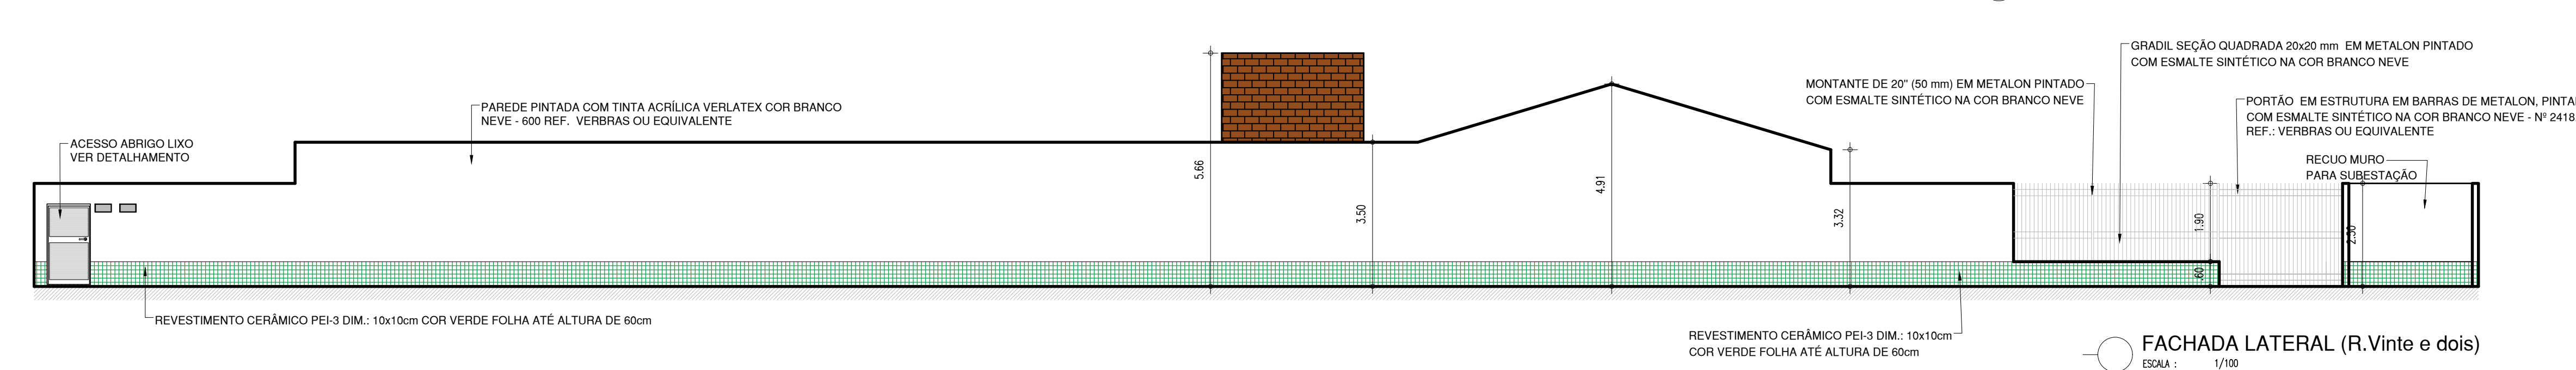 GRADIL SEÇÃO QUADRADA 20x20 mm  EM METALON PINTADO
COM ESMALTE SINTÉTICO NA COR BRANCO NEVE
MONTANTE DE 20" (50 mm) EM METALON PINTADO
COM ESMALTE SINTÉTICO NA COR BRANCO NEVE
PORTÃO  EM ESTRUTURA EM BARRAS DE METALON,
COM ESMALTE SINTÉTICO NA COR BRANCO NEVE - Nº 2418
REF.: VERBRAS OU EQUIVALENTE
PAREDE PINTADA COM TINTA ACRÍLICA VERLATEX COR BRANCO
NEVE - 600 REF.  VERBRAS OU EQUIVALENTE
ACESSO ABRIGO LIXO
VER DETALHAMENTO
RECUO MURO
PARA SUBESTAÇÃO
5.66
3.50
4.91
3.32
1.90
.60
2.50
REVESTIMENTO CERÂMICO PEI-3 DIM.: 10x10cm COR VERDE FOLHA ATÉ ALTURA DE 60cm
REVESTIMENTO CERÂMICO PEI-3 DIM.: 10x10cm
COR VERDE FOLHA ATÉ ALTURA DE 60cm
FACHADA LATERAL (R.Vinte e dois)
ESCALA : 1/100